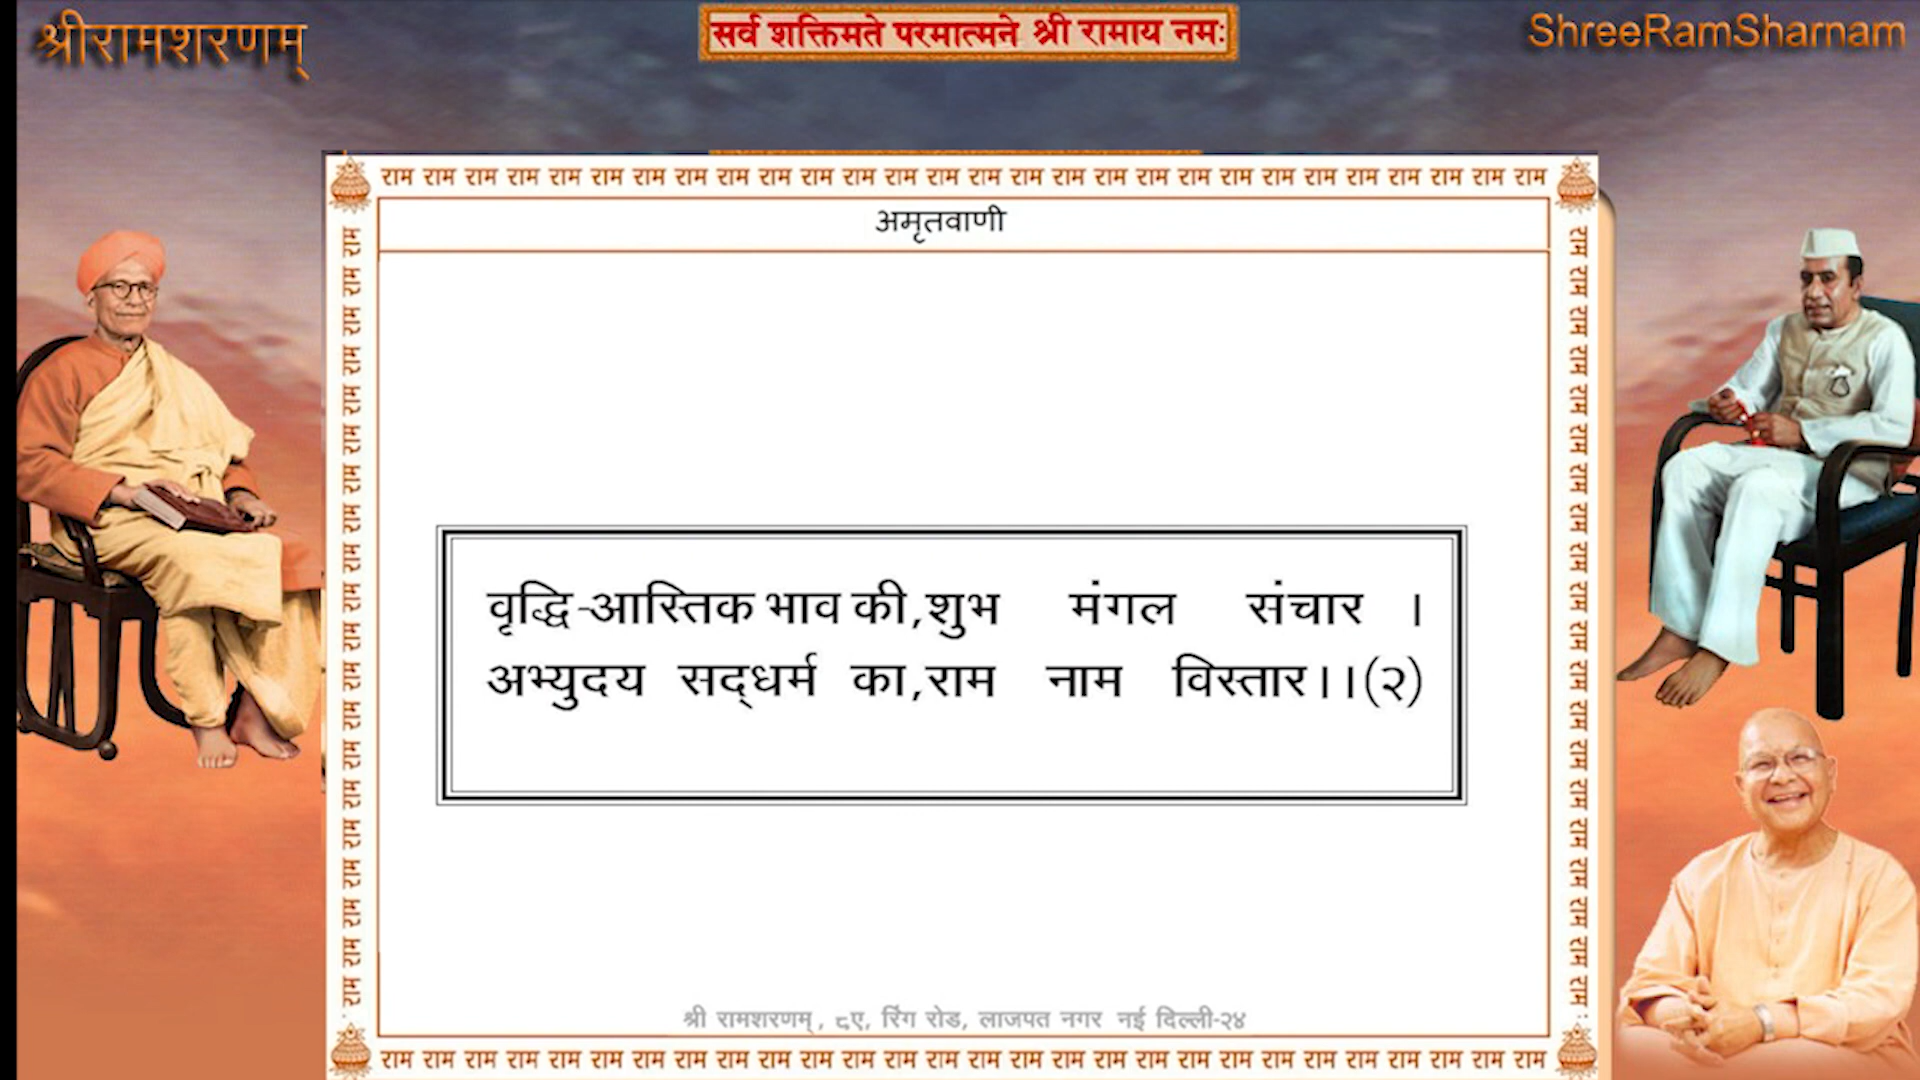 श्रीरामशरणम्
सर्व शक्तिमते परमात्मने श्री रामाय नमः
ShreeRamSharnam
राम राम राम राम राम राम राम राम राम राम राम राम राम राम राम राम राम राम राम राम राम राम राम राम राम राम राम राम
अमृतवाणी
राम राम राम राम राम राम राम राम राम राम राम राम राम राम राम राम राम राम राम राम
राम राम राम राम राम राम राम राम राम राम राम राम राम राम राम राम राम राम राम राम
वृद्धि-आस्तिक भाव की,शुभ मंगल संचार ।
अभ्युदय सद्धर्म का,राम नाम विस्तार।।(२)
श्री रामशरणम्, ८ए, रिंग रोड, लाजपत नगर नई दिल्ली-२४
राम राम राम राम राम राम राम राम राम राम राम राम राम राम राम राम राम राम राम राम राम राम राम राम राम राम राम राम